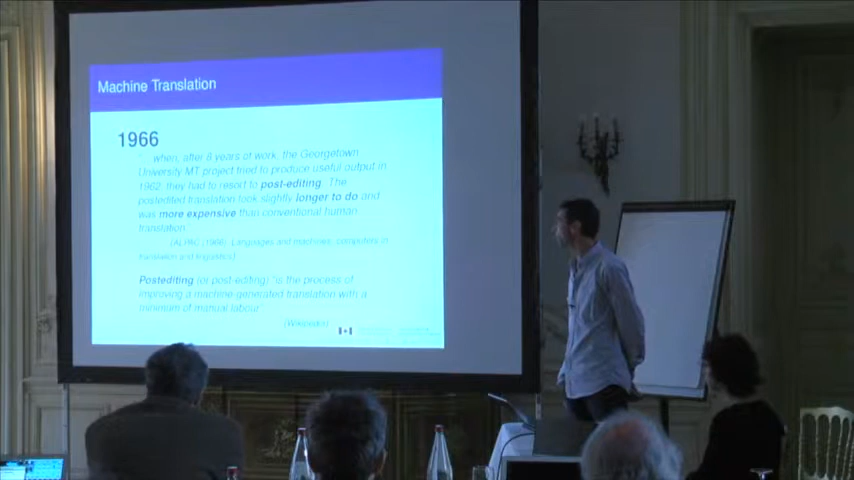 Machine Translation
1966
when, after 8 years of work, the Georgetown
University MT project tried to produce useful output in
1962, they had to resort to post-editing. The
postedited translation took slightly longer to do and
was more expensive than conventional human
translation.
(ALPAC (1966), Languages and machines: computers in
translation and linguistics)
Postediting (or post-editing) "is the process of
improving a machine-generated translation with a
minimum of manual labour"
(Wikipedia)